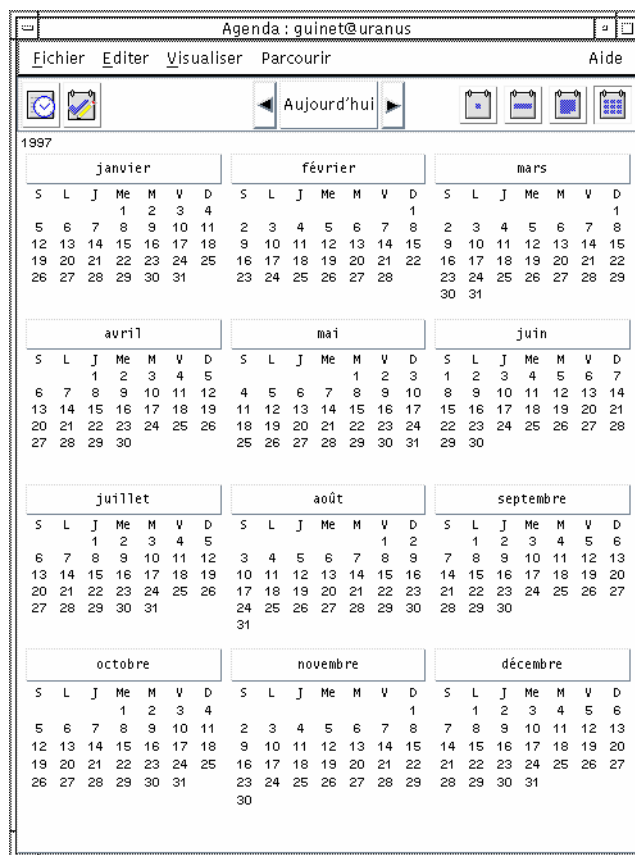 Agenda : guinet@uranus
Fichier Editer Visualiser Parcourir Aide
Aujourd'hui
1997
janvier février mars
S L J Me M V D S L J Me M V D S L J Me M V D
1 2 3 4 1 1
5 6 7 8 9 10 11 2 3 4 5 6 7 8 2 3 4 5 6 7 8
12 13 14 15 16 17 18 9 10 11 12 13 14 15 9 10 11 12 13 14 15
19 20 21 22 23 24 25 16 17 18 19 20 21 22 16 17 18 19 20 21 22
26 27 28 29 30 31 23 24 25 26 27 28 23 24 25 26 27 28 29
30 31
avril mai juin
S L J Me M V D S L J Me M V D S L J Me M V D
1 2 3 4 5 1 2 3 1 2 3 4 5 6 7
6 7 8 9 10 11 12 4 5 6 7 8 9 10 8 9 10 11 12 13 14
13 14 15 16 17 18 19 11 12 13 14 15 16 17 15 16 17 18 19 20 21
20 21 22 23 24 25 26 18 19 20 21 22 23 24 22 23 24 25 26 27 28
27 28 29 30 25 26 27 28 29 30 31 29 30
juillet août septembre
S L J Me M V D S L J Me M V D S L J Me M V D
1 2 3 4 5 1 2 1 2 3 4 5 6
6 7 8 9 10 11 12 3 4 5 6 7 8 9 7 8 9 10 11 12 13
13 14 15 16 17 18 19 10 11 12 13 14 15 16 14 15 16 17 18 19 20
20 21 22 23 24 25 26 17 18 19 20 21 22 23 21 22 23 24 25 26 27
27 28 29 30 31 24 25 26 27 28 29 30 28 29 30
31
octobre novembre décembre
S L J Me M V D S L J Me M V D S L J Me M V D
1 2 3 4 1 1 2 3 4 5 6
5 6 7 8 9 10 11 2 3 4 5 6 7 8 7 8 9 10 11 12 13
12 13 14 15 16 17 18 9 10 11 12 13 14 15 14 15 16 17 18 19 20
19 20 21 22 23 24 25 16 17 18 19 20 21 22 21 22 23 24 25 26 27
26 27 28 29 30 31 23 24 25 26 27 28 29 28 29 30 31
30